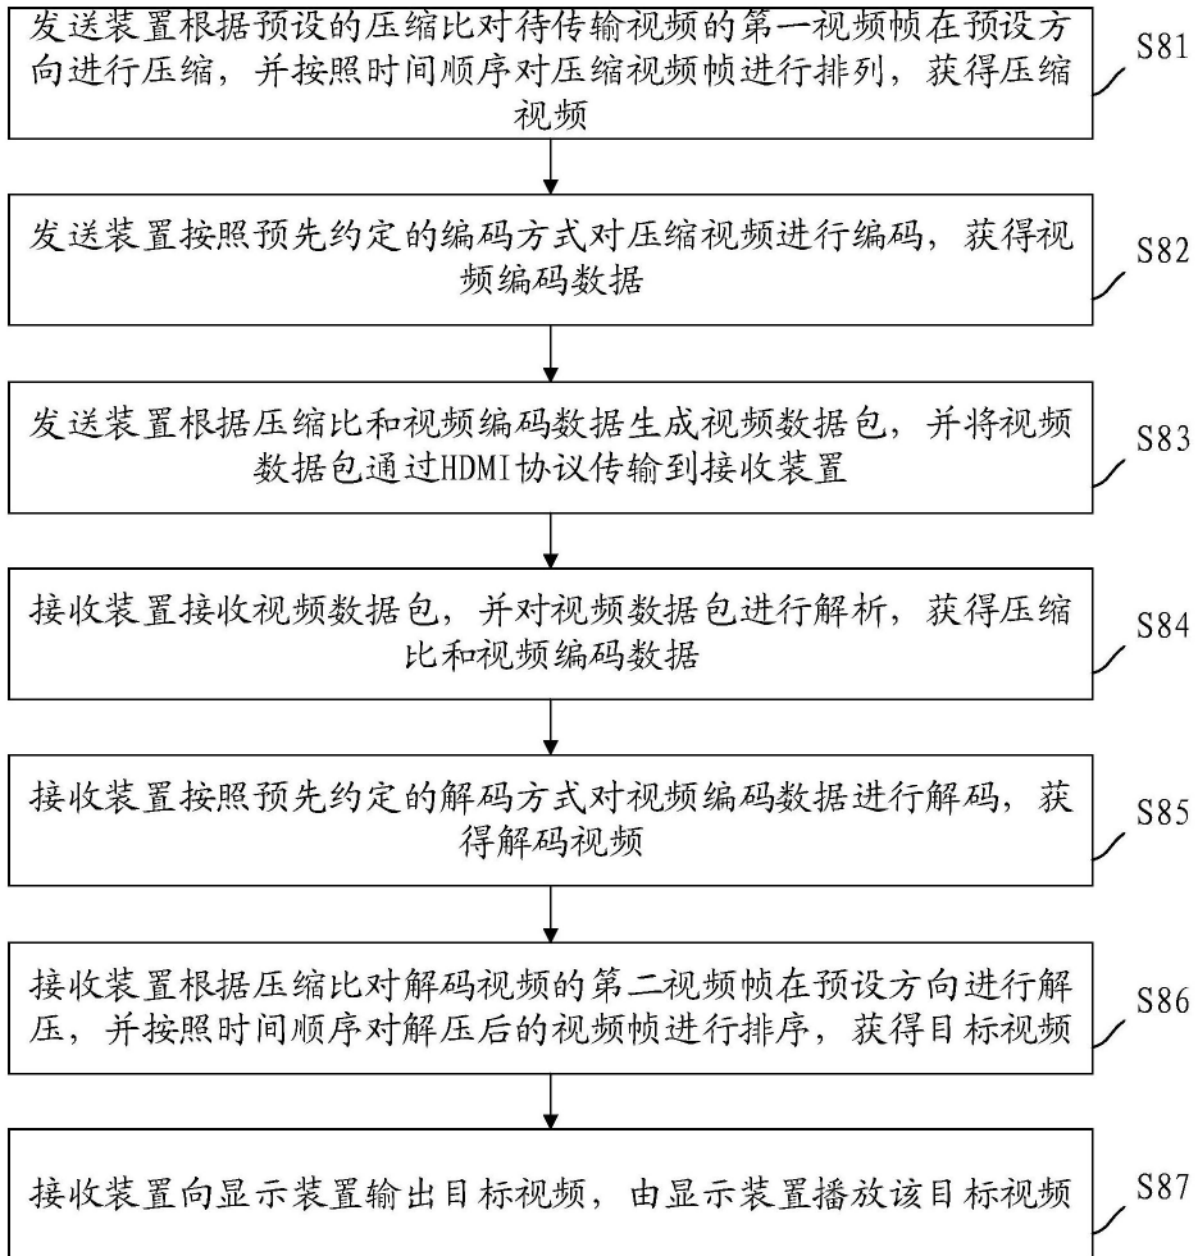 发送装置根据预设的压缩比对待传输视频的第一视频帧在预设方
向进行压缩，并按照时间顺序对压缩视频帧进行排列，获得压缩
视频
S81
发送装置按照预先约定的编码方式对压缩视频进行编码，获得视
频编码数据
S82
发送装置根据压缩比和视频编码数据生成视频数据包，并将视频
数据包通过HDMI协议传输到接收装置
S83
接收装置接收视频数据包，并对视频数据包进行解析，获得压缩
比和视频编码数据
S84
接收装置按照预先约定的解码方式对视频编码数据进行解码，获
得解码视频
S85
接收装置根据压缩比对解码视频的第二视频帧在预设方向进行解
压，并按照时间顺序对解压后的视频帧进行排序，获得目标视频
S86
接收装置向显示装置输出目标视频，由显示装置播放该目标视频
S87